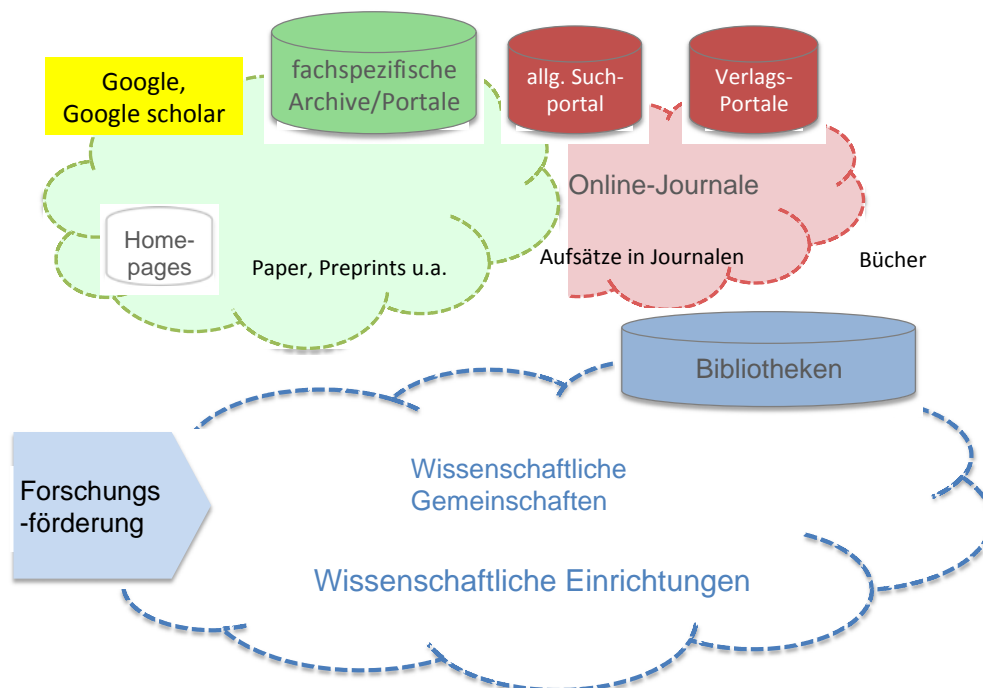 Google,
Google scholar
fachspezifische
Archive/Portale
allg. Such-
portal
Verlags-
Portale
Online-Journale
Home-
pages
Paper, Preprints u.a.
Aufsätze in Journalen
Bücher
Bibliotheken
Forschungs
-förderung
Wissenschaftliche
Gemeinschaften
Wissenschaftliche Einrichtungen